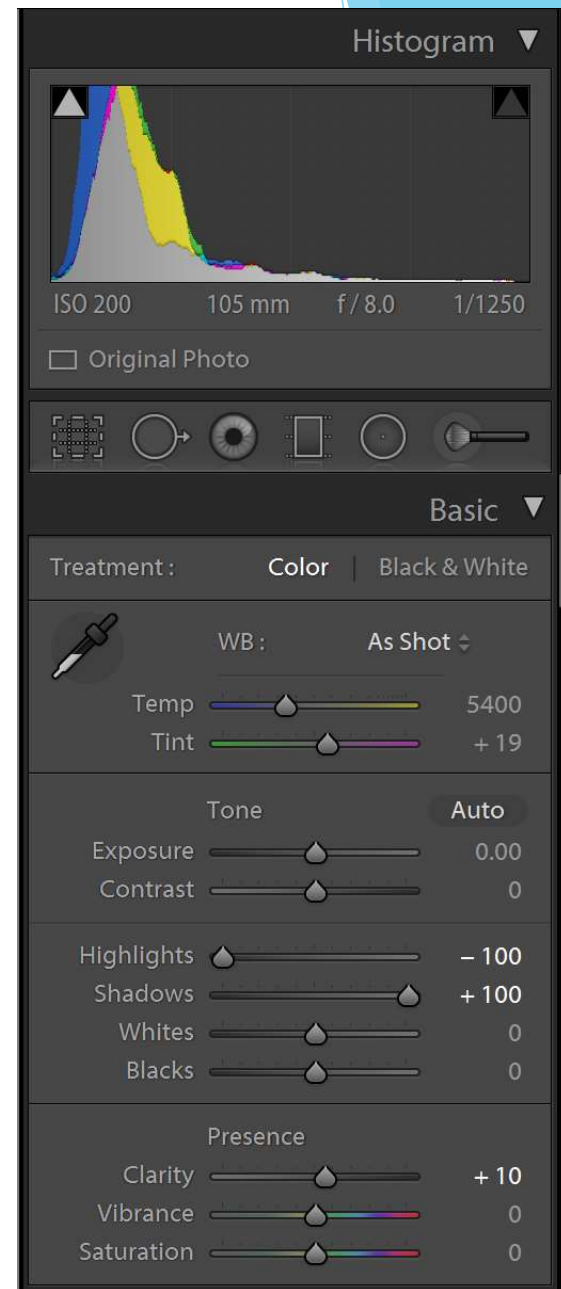 Histogram
ISO 200 105 mm f / 8.0 1/1250
Original Photo
Basic
Treatment : Color Black & White
WB : As Shot
Temp 5400
Tint + 19
Tone Auto
Exposure 0.00
Contrast 0
Highlights – 100
Shadows + 100
Whites 0
Blacks 0
Presence
Clarity + 10
Vibrance 0
Saturation 0